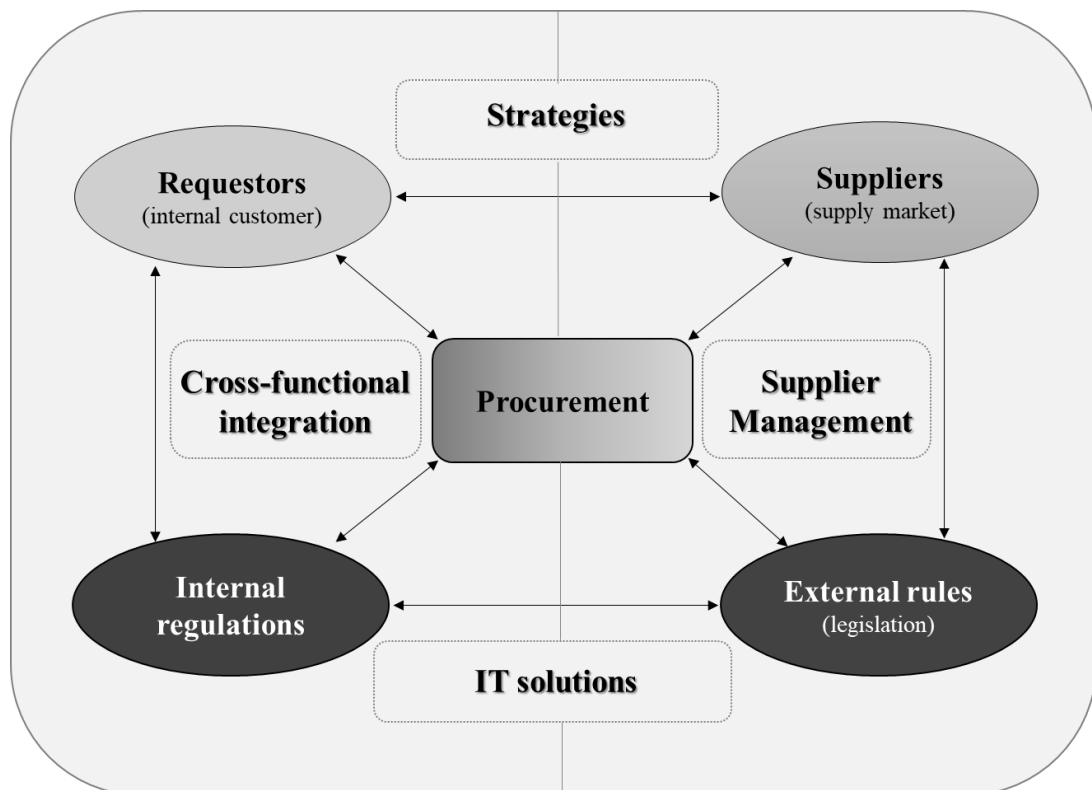 Strategies
Requestors
(internal customer)
Suppliers
(supply market)
Cross-functional
integration
Procurement
Supplier
Management
Internal
regulations
External rules
(legislation)
IT solutions